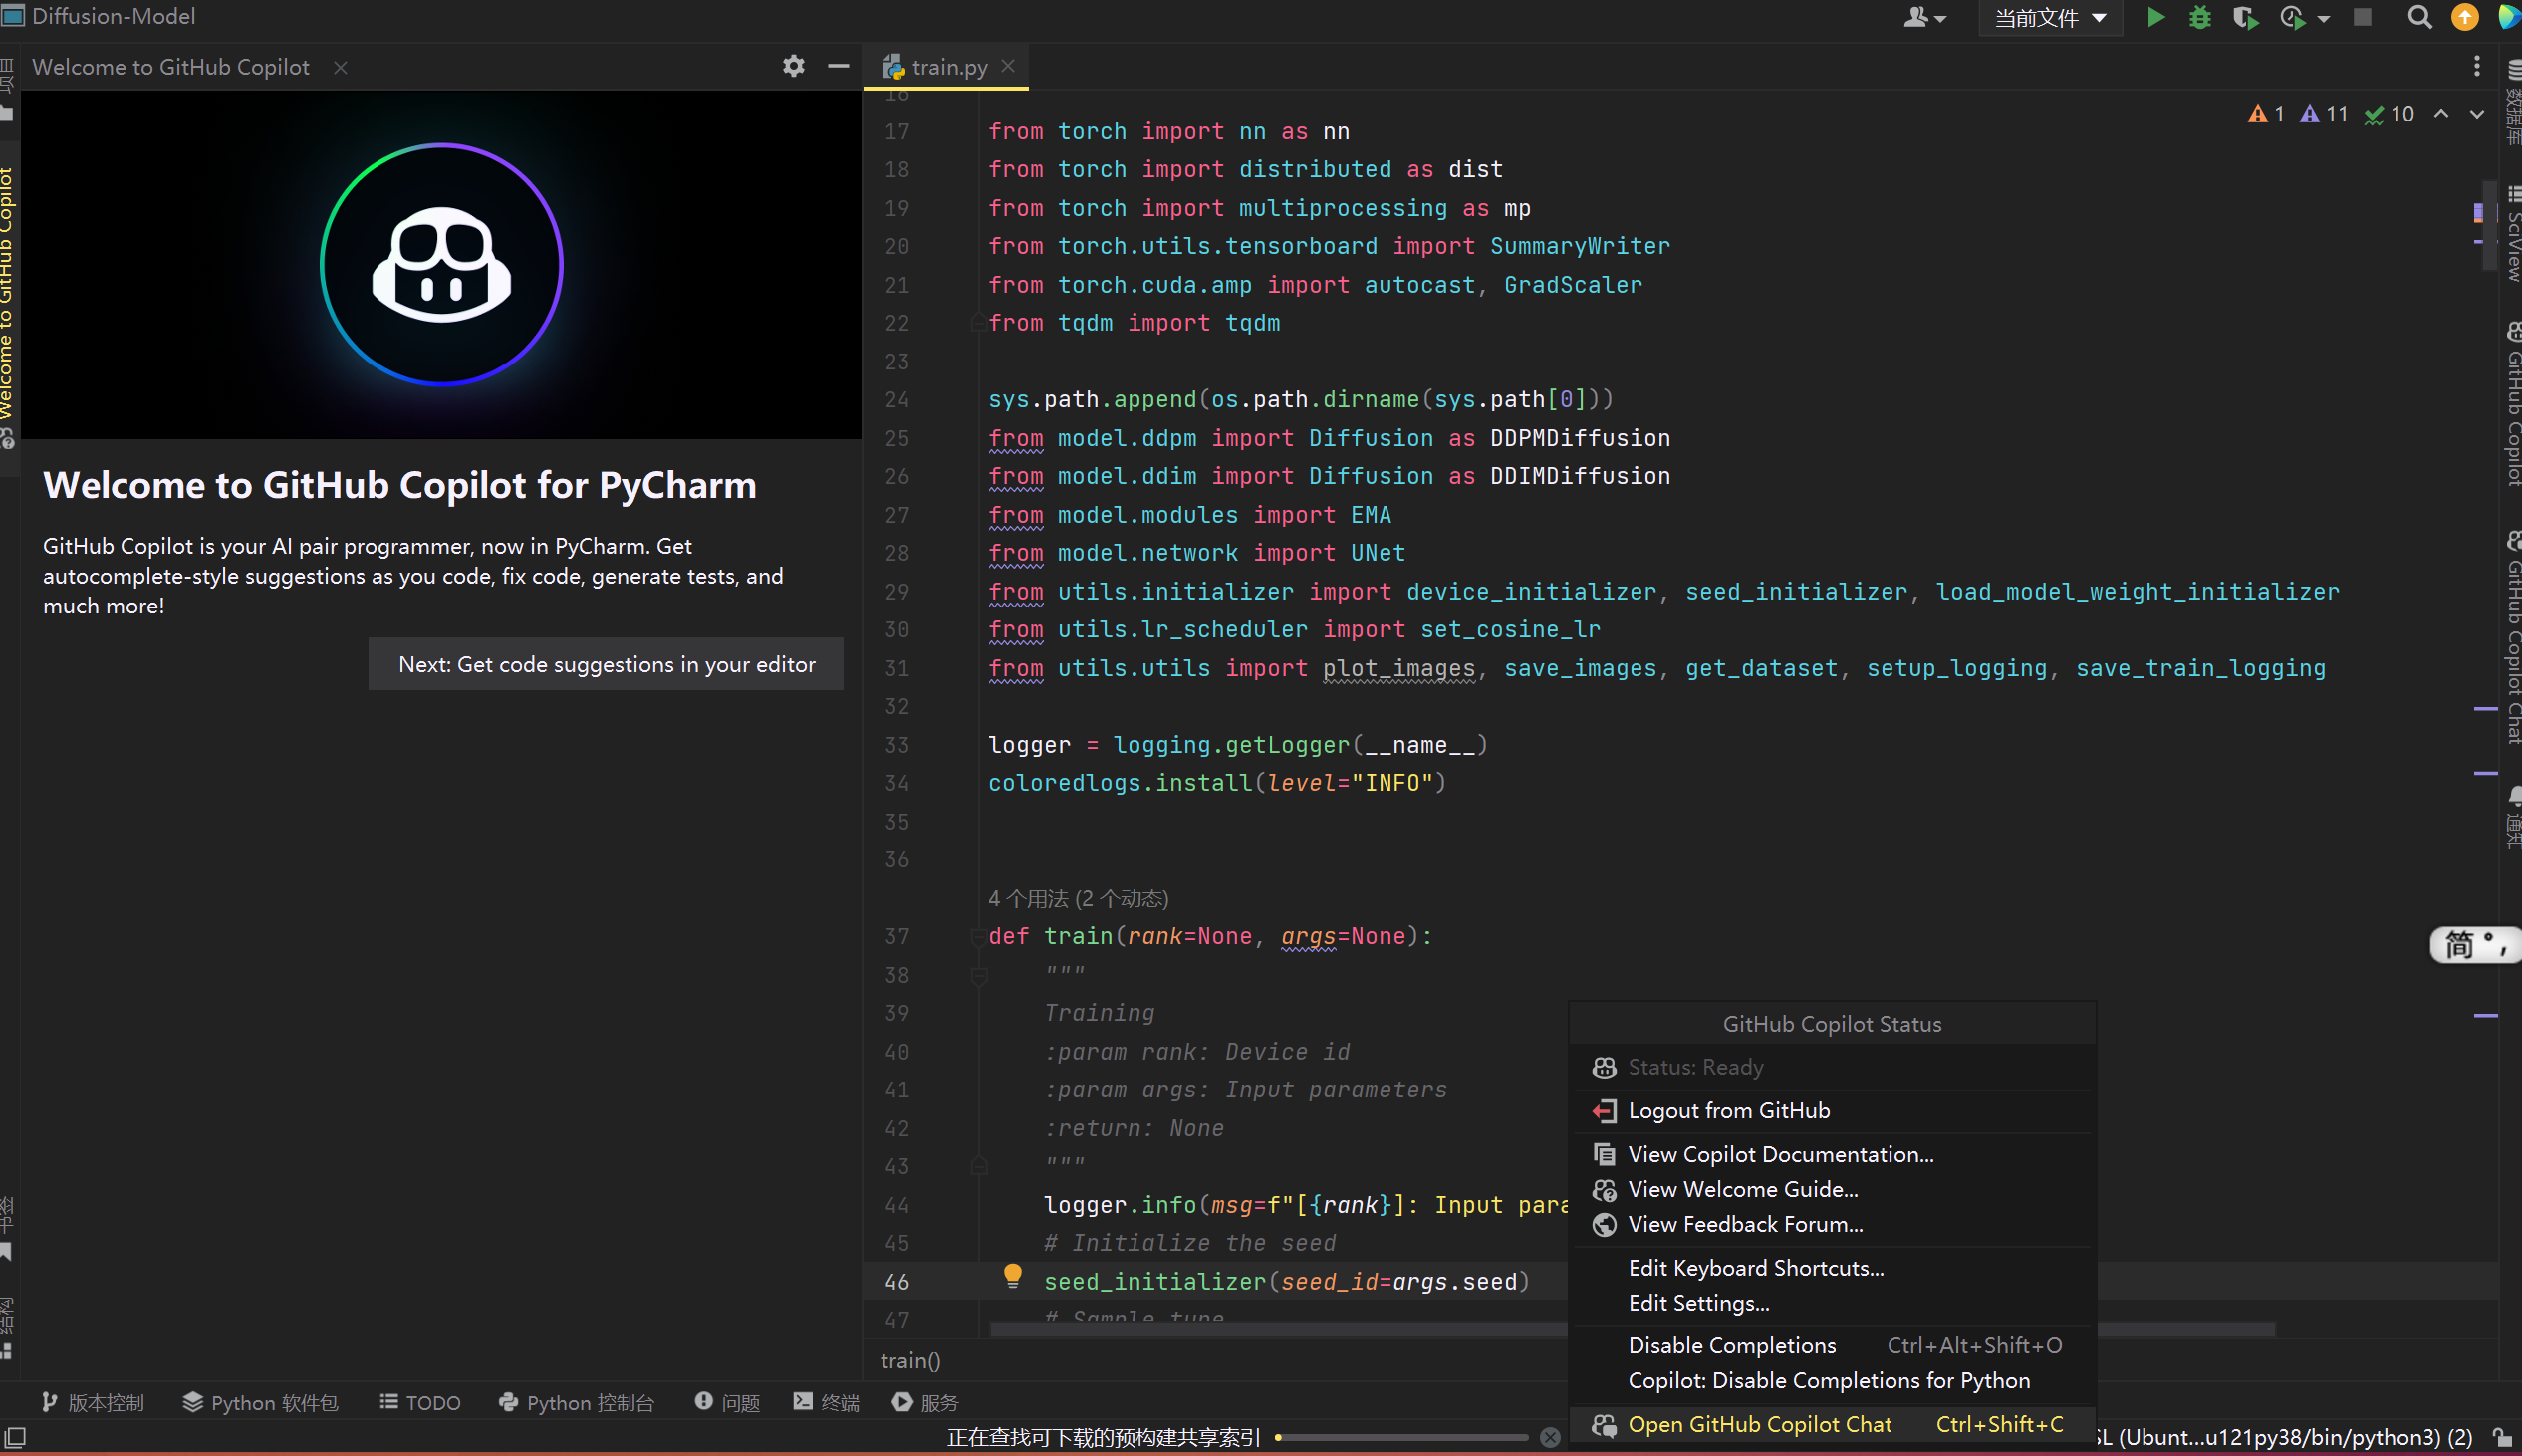 Diffusion-Model
当前文件
项目
Welcome to GitHub Copilot
书签
结构
Welcome to GitHub Copilot
Welcome to GitHub Copilot for PyCharm
GitHub Copilot is your AI pair programmer, now in PyCharm. Get
autocomplete-style suggestions as you code, fix code, generate tests, and
much more!
Next: Get code suggestions in your editor
train.py
1 11 10
16
17 from torch import nn as nn
18 from torch import distributed as dist
19 from torch import multiprocessing as mp
20 from torch.utils.tensorboard import SummaryWriter
21 from torch.cuda.amp import autocast, GradScaler
22 from tqdm import tqdm
23
24 sys.path.append(os.path.dirname(sys.path[0]))
25 from model.ddpm import Diffusion as DDPMDiffusion
26 from model.ddim import Diffusion as DDIMDiffusion
27 from model.modules import EMA
28 from model.network import UNet
29 from utils.initializer import device_initializer, seed_initializer, load_model_weight_initializer
30 from utils.lr_scheduler import set_cosine_lr
31 from utils.utils import plot_images, save_images, get_dataset, setup_logging, save_train_logging
32
33 logger = logging.getLogger(__name__)
34 coloredlogs.install(level="INFO")
35
36
4 个用法 (2 个动态)
37 def train(rank=None, args=None):
38 """
39 Training
40 :param rank: Device id
41 :param args: Input parameters
42 :return: None
43 """
44 logger.info(msg=f"[{rank}]: Input para
45 # Initialize the seed
46 seed_initializer(seed_id=args.seed)
47 # Sample type
train()
数据库
SciView
GitHub Copilot
GitHub Copilot Chat
通知
简 °,
GitHub Copilot Status
Status: Ready
Logout from GitHub
View Copilot Documentation...
View Welcome Guide...
View Feedback Forum...
Edit Keyboard Shortcuts...
Edit Settings...
Disable Completions Ctrl+Alt+Shift+O
Copilot: Disable Completions for Python
Open GitHub Copilot Chat Ctrl+Shift+C
版本控制 Python 软件包 TODO Python 控制台 问题 终端 服务
正在查找可下载的预构建共享索引
SL (Ubunt...u121py38/bin/python3) (2)